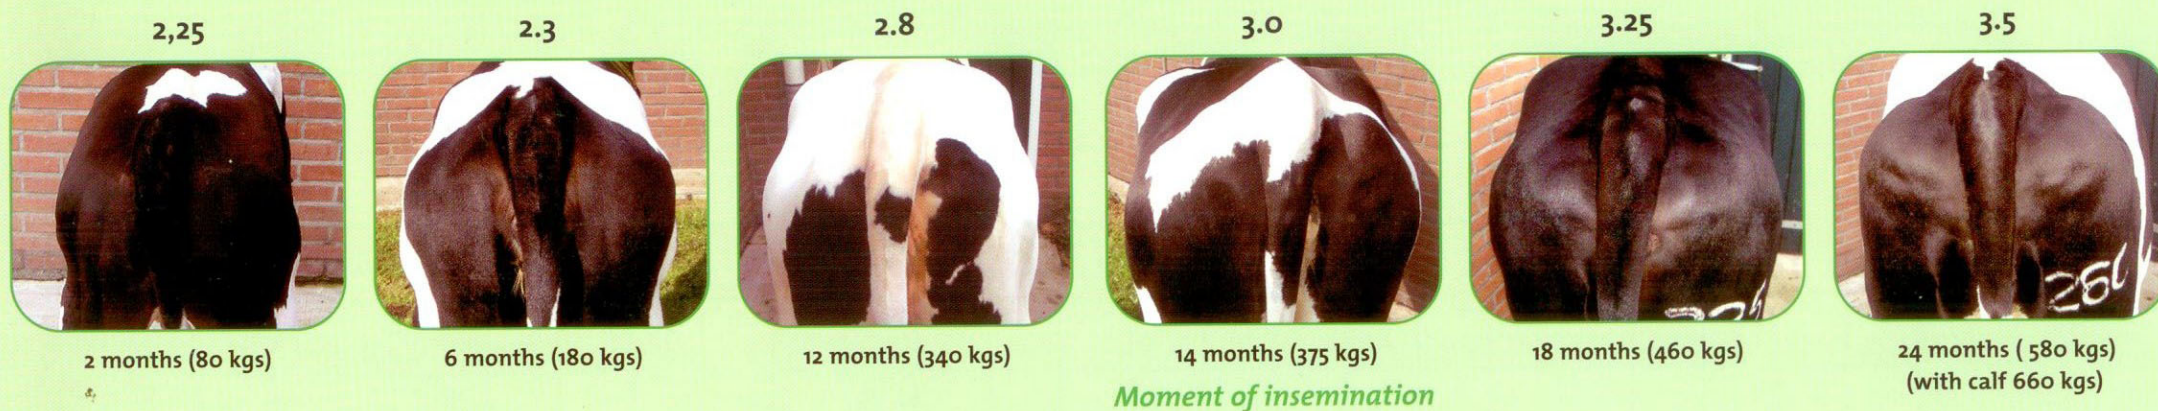 2,25
2.3
2.8
3.0
3.25
3.5
260
2 months (80 kgs)
6 months (180 kgs)
12 months (340 kgs)
14 months (375 kgs)
18 months (460 kgs)
24 months ( 580 kgs)
(with calf 660 kgs)
Moment of insemination